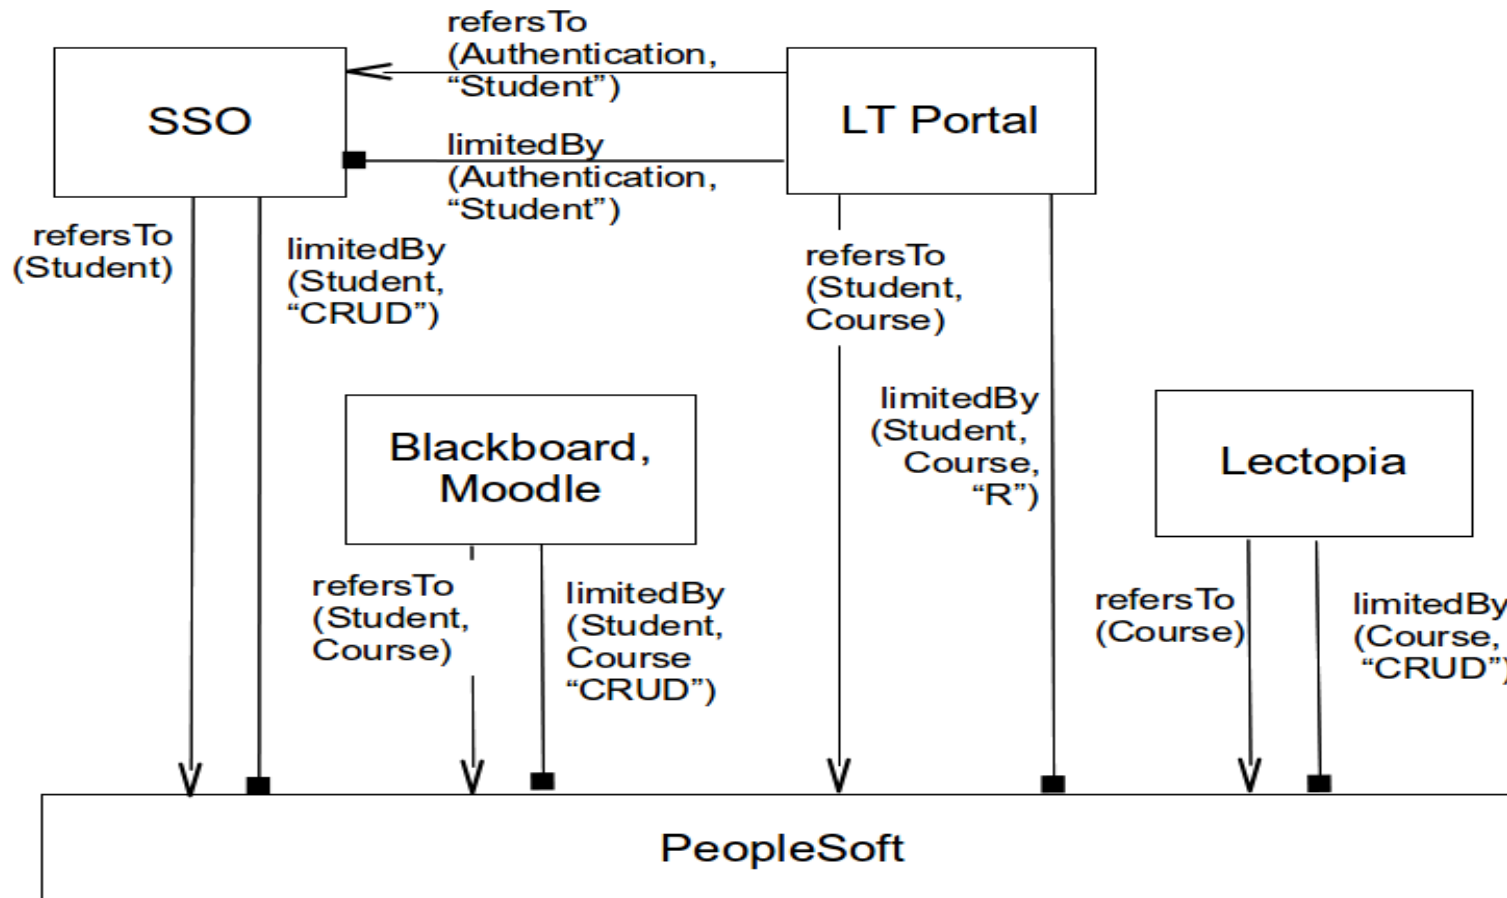 refersTo
(Authentication,
“Student”)
SSO
LT Portal
limitedBy
(Authentication,
“Student”)
refersTo
(Student)
limitedBy
(Student,
“CRUD”)
refersTo
(Student,
Course)
limitedBy
(Student,
Course,
“R”)
Blackboard,
Moodle
Lectopia
refersTo
(Student,
Course)
limitedBy
(Student,
Course
“CRUD”)
refersTo
(Course)
limitedBy
(Course,
“CRUD”)
PeopleSoft